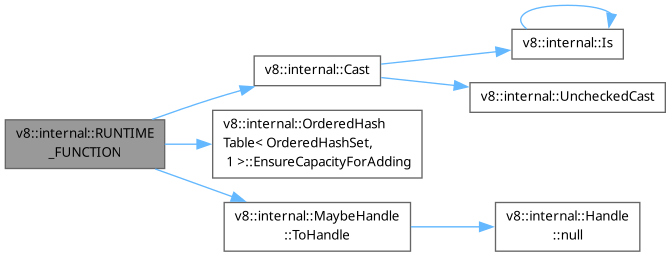 v8::internal::Is
v8::internal::Cast
v8::internal::UncheckedCast
v8::internal::RUNTIME
_FUNCTION
v8::internal::OrderedHash
Table< OrderedHashSet,
1 >::EnsureCapacityForAdding
v8::internal::MaybeHandle
::ToHandle
v8::internal::Handle
::null